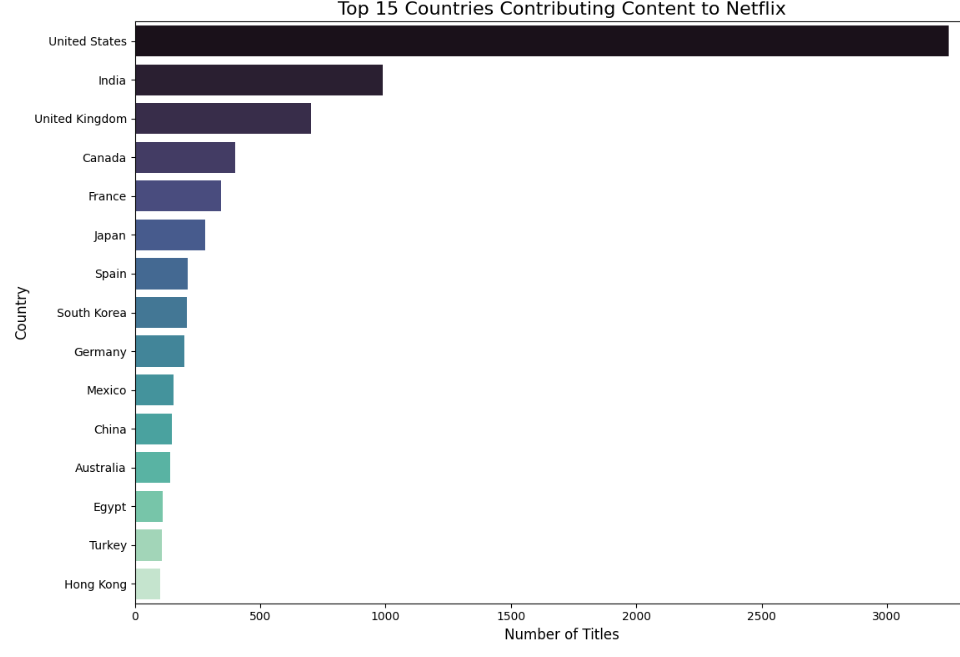 Top 15 Countries Contributing Content to Netflix
United States
India
United Kingdom
Canada
France
Japan
Spain
South Korea
Germany
Mexico
China
Australia
Egypt
Turkey
Hong Kong
Country
0 500 1000 1500 2000 2500 3000
Number of Titles